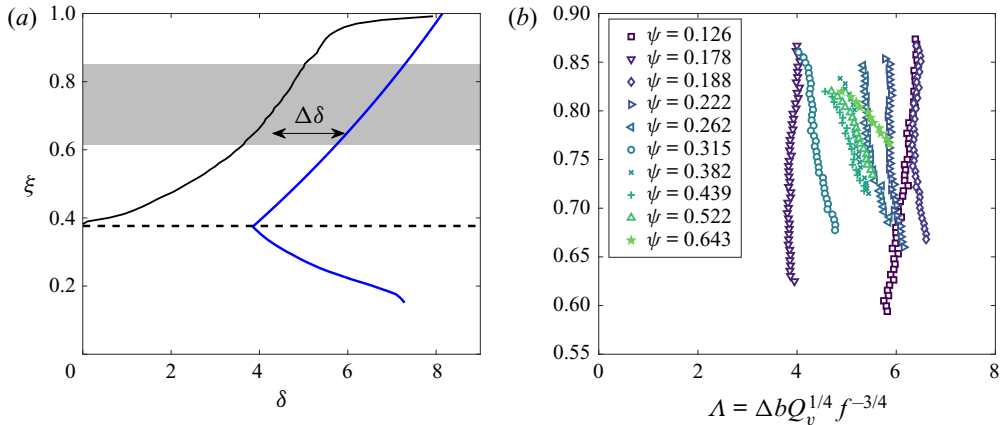 (a)
1.0
0.8
0.6
0.4
0.2
ξ
Δδ
0
2
4
6
8
δ
(b)
0.90
0.85
0.80
0.75
0.70
0.65
0.60
0.55
ψ = 0.126
ψ = 0.178
ψ = 0.188
ψ = 0.222
ψ = 0.262
ψ = 0.315
ψ = 0.382
ψ = 0.439
ψ = 0.522
ψ = 0.643
0
2
4
6
8
Λ = ΔbQ_v^{1/4} f^{−3/4}